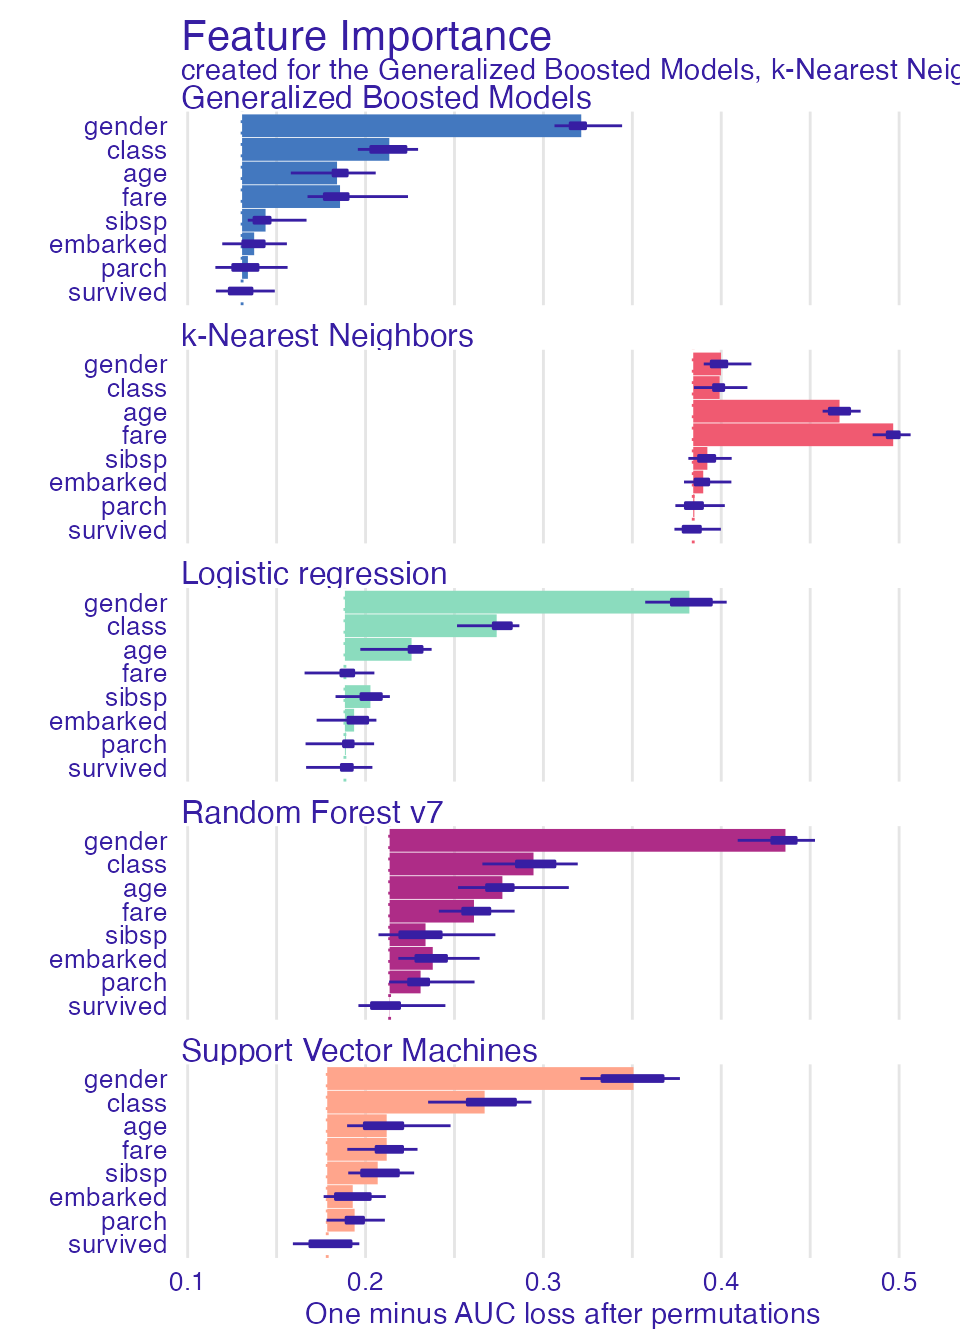 Feature Importance
created for the Generalized Boosted Models, k-Nearest Neig
Generalized Boosted Models
gender
class
age
fare
sibsp
embarked
parch
survived
k-Nearest Neighbors
gender
class
age
fare
sibsp
embarked
parch
survived
Logistic regression
gender
class
age
fare
sibsp
embarked
parch
survived
Random Forest v7
gender
class
age
fare
sibsp
embarked
parch
survived
Support Vector Machines
gender
class
age
fare
sibsp
embarked
parch
survived
0.1 0.2 0.3 0.4 0.5
One minus AUC loss after permutations